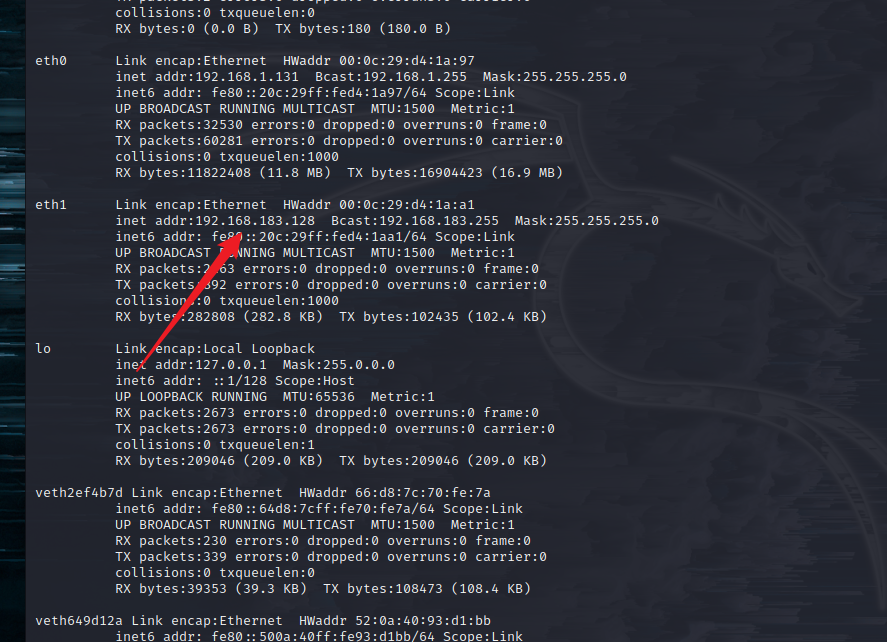 collisions:0 txqueuelen:0
RX bytes:0 (0.0 B)  TX bytes:180 (180.0 B)
eth0      Link encap:Ethernet  HWaddr 00:0c:29:d4:1a:97
inet addr:192.168.1.131  Bcast:192.168.1.255  Mask:255.255.255.0
inet6 addr: fe80::20c:29ff:fed4:1a97/64 Scope:Link
UP BROADCAST RUNNING MULTICAST  MTU:1500  Metric:1
RX packets:32530 errors:0 dropped:0 overruns:0 frame:0
TX packets:60281 errors:0 dropped:0 overruns:0 carrier:0
collisions:0 txqueuelen:1000
RX bytes:11822408 (11.8 MB)  TX bytes:16904423 (16.9 MB)
eth1      Link encap:Ethernet  HWaddr 00:0c:29:d4:1a:a1
inet addr:192.168.183.128  Bcast:192.168.183.255  Mask:255.255.255.0
inet6 addr: fe80::20c:29ff:fed4:1aa1/64 Scope:Link
UP BROADCAST RUNNING MULTICAST  MTU:1500  Metric:1
RX errors:0 dropped:0 overruns:0 frame:0
TX errors:0 dropped:0 overruns:0 carrier:0
collisions:0 txqueuelen:1000
RX bytes:282808 (282.8 KB)  TX bytes:102435 (102.4 KB)
lo        Link encap:Local Loopback
inet addr:127.0.0.1  Mask:255.0.0.0
inet6 addr: ::1/128 Scope:Host
UP LOOPBACK RUNNING  MTU:65536  Metric:1
RX packets:2673 errors:0 dropped:0 overruns:0 frame:0
TX packets:2673 errors:0 dropped:0 overruns:0 carrier:0
collisions:0 txqueuelen:1
RX bytes:209046 (209.0 KB)  TX bytes:209046 (209.0 KB)
veth2ef4b7d Link encap:Ethernet  HWaddr 66:d8:7c:70:fe:7a
inet6 addr: fe80::64d8:7cff:fe70:fe7a/64 Scope:Link
UP BROADCAST RUNNING MULTICAST  MTU:1500  Metric:1
RX packets:230 errors:0 dropped:0 overruns:0 frame:0
TX packets:339 errors:0 dropped:0 overruns:0 carrier:0
collisions:0 txqueuelen:0
RX bytes:39353 (39.3 KB)  TX bytes:108473 (108.4 KB)
veth649d12a Link encap:Ethernet  HWaddr 52:0a:40:93:d1:bb
inet6 addr: fe80::500a:40ff:fe93:d1bb/64 Scope:Link